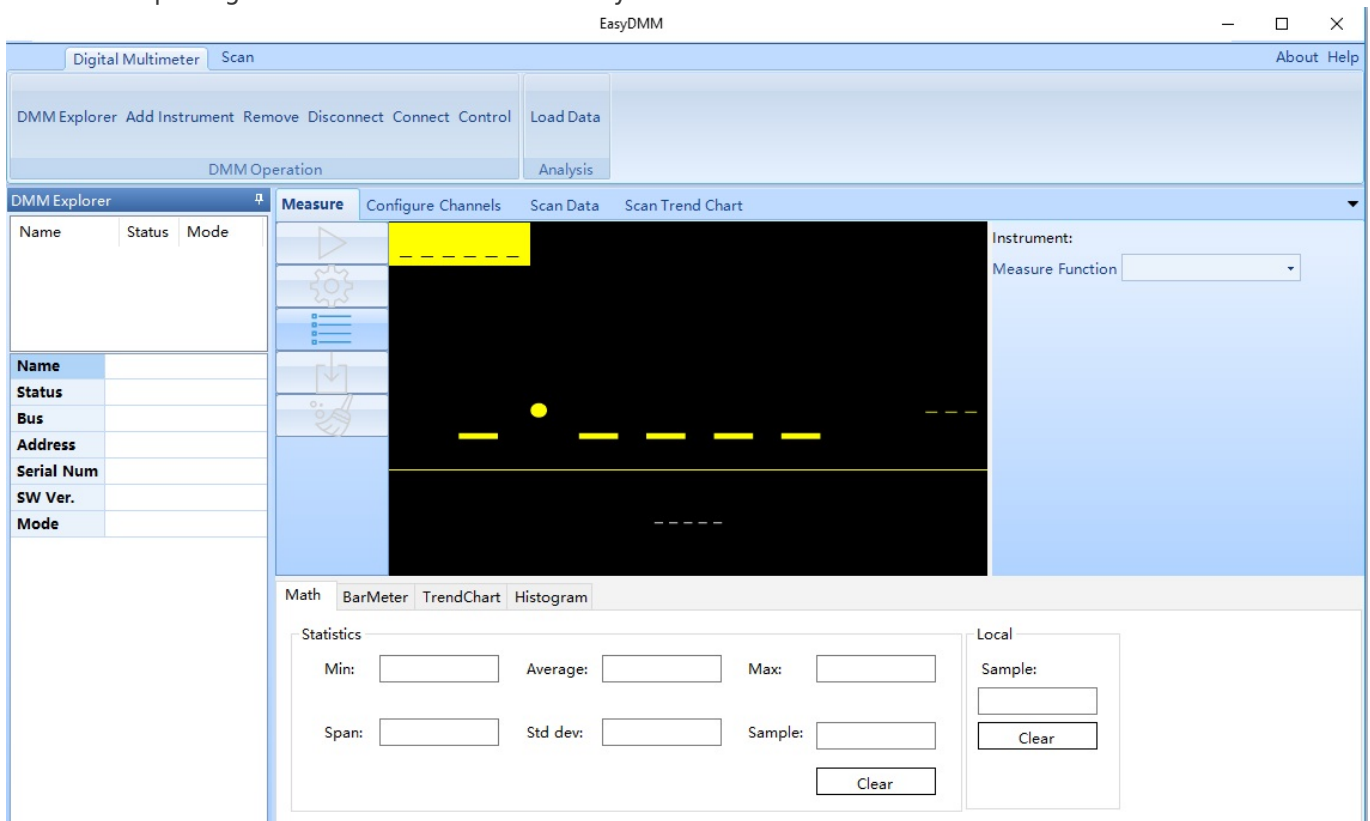 EasyDMM
Digital Multimeter Scan About Help
DMM Explorer Add Instrument Remove Disconnect Connect Control Load Data
DMM Operation Analysis
DMM Explorer
Measure Configure Channels Scan Data Scan Trend Chart
Name Status Mode
Instrument:
Measure Function
Name
Status
Bus
Address
Serial Num
SW Ver.
Mode
_ _ _ _ _ _
_ . _ _ _ _
_ _ _
_ _ _ _ _
Math BarMeter TrendChart Histogram
Statistics Local
Min: Average: Max: Sample:
Span: Std dev: Sample: Clear
Clear